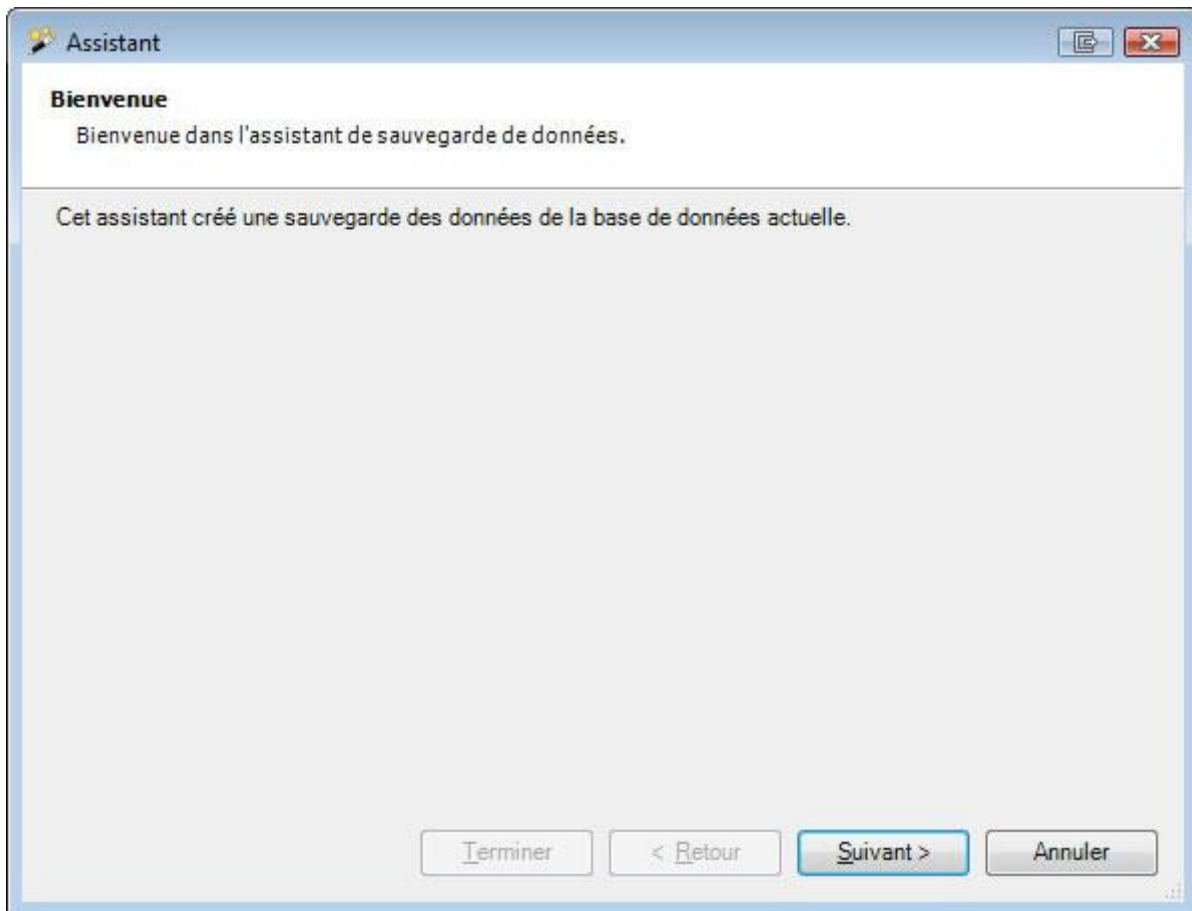 Assistant
Bienvenue
Bienvenue dans l'assistant de sauvegarde de données.
Cet assistant créé une sauvegarde des données de la base de données actuelle.
Terminer
< Retour
Suivant >
Annuler